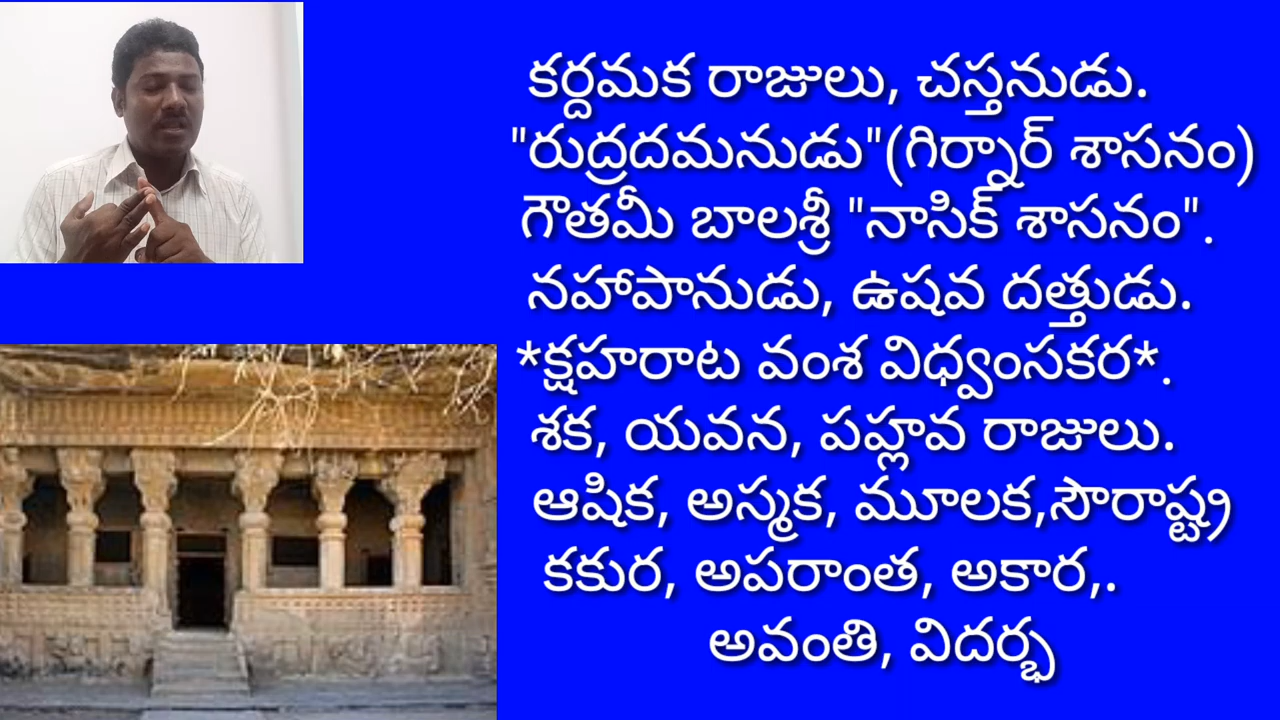 కర్దమక రాజులు, చస్తనుడు.
"రుద్రదమనుడు"(గిర్నార్ శాసనం)
గౌతమీ బాలశ్రీ "నాసిక్ శాసనం".
నహాపానుడు, ఉషవ దత్తుడు.
*క్షహరాట వంశ విధ్వంసకర*.
శక, యవన, పహ్లవ రాజులు.
ఆషిక, అస్మక, మూలక,సౌరాష్ట్ర
కకుర, అపరాంత, అకార,.
అవంతి, విదర్భ